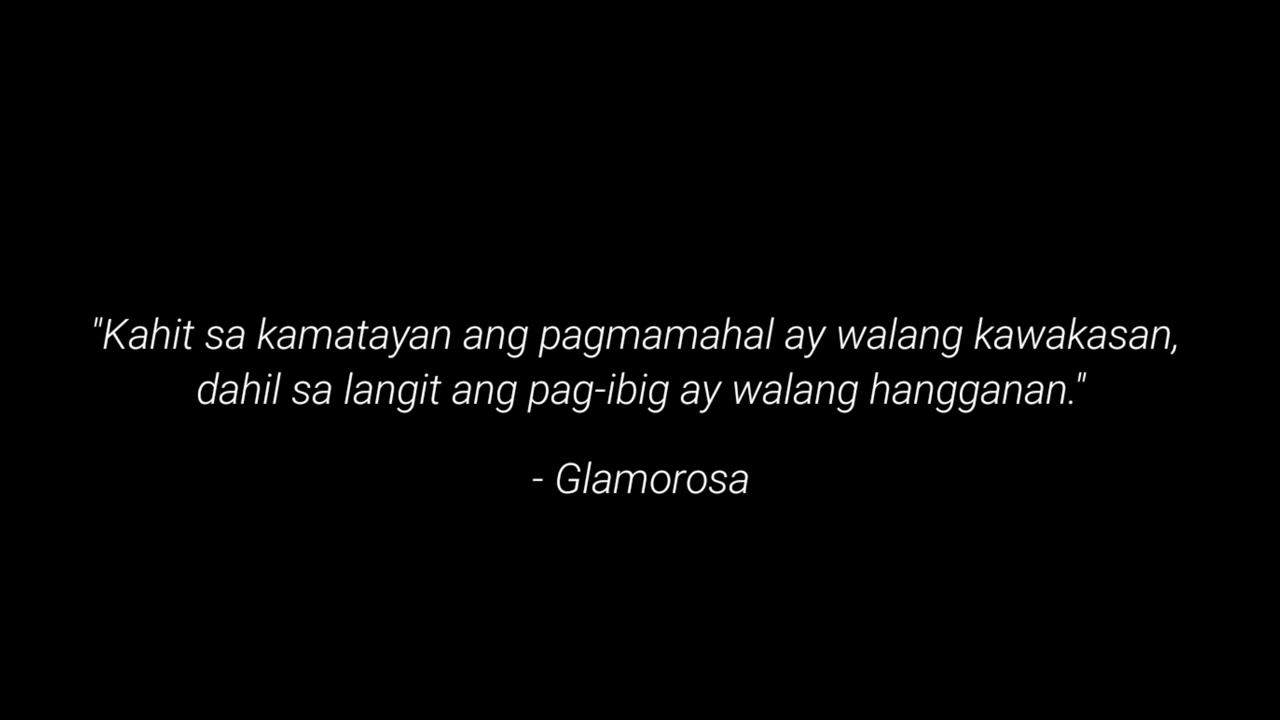 "Kahit sa kamatayan ang pagmamahal ay walang kawakasan,
dahil sa langit ang pag-ibig ay walang hangganan."
- Glamorosa